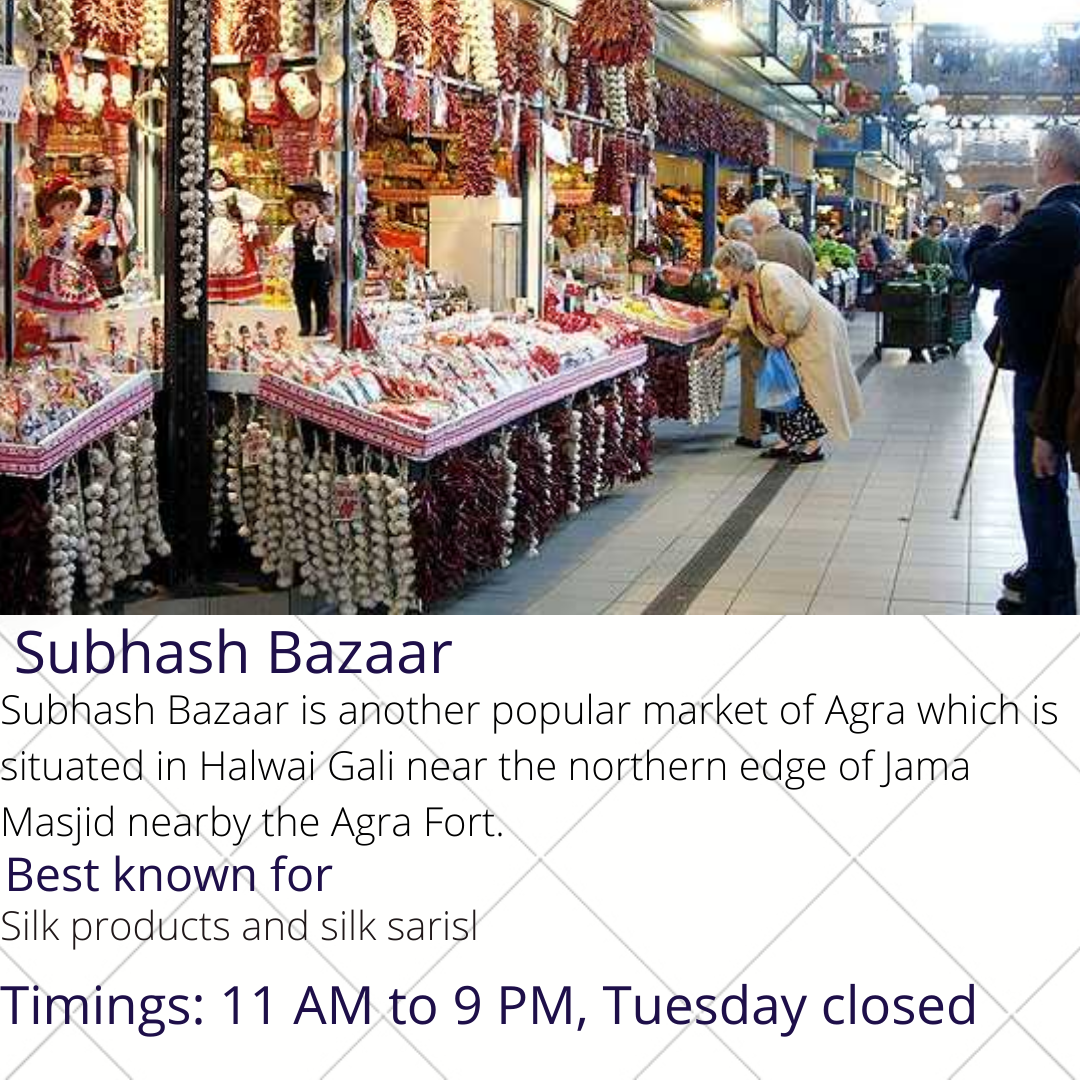 Subhash Bazaar
Subhash Bazaar is another popular market of Agra which is
situated in Halwai Gali near the northern edge of Jama
Masjid nearby the Agra Fort.
Best known for
Silk products and silk sarisl
Timings: 11 AM to 9 PM, Tuesday closed